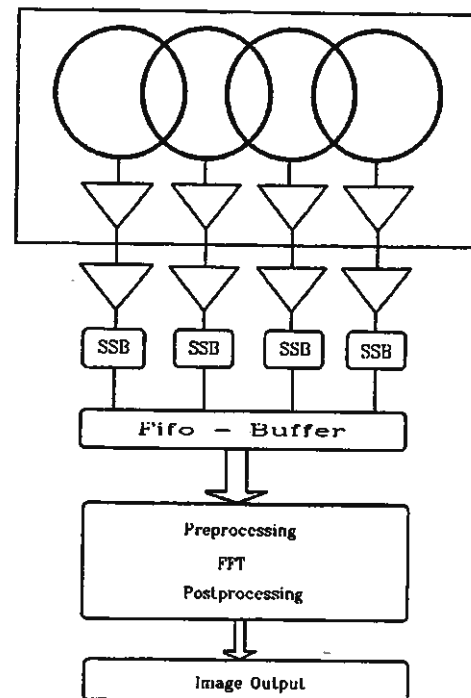 SSB SSB SSB SSB
Fifo - Buffer
Preprocessing
FFT
Postprocessing
Image Output